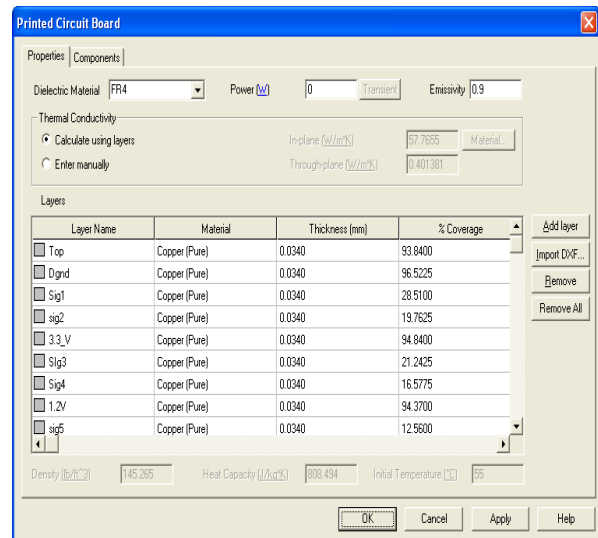 Printed Circuit Board
Properties Components
Dielectric Material FR4 Power (W) 0 Transient Emissivity 0.9
Thermal Conductivity
Calculate using layers In-plane (W/m*K) 57.7655 Material...
Enter manually Through-plane (W/m*K) 0.401381
Layers
Layer Name Material Thickness (mm) % Coverage Add layer
Top Copper (Pure) 0.0340 93.8400 Import DXF...
Dgnd Copper (Pure) 0.0340 96.5225 Remove
Sig1 Copper (Pure) 0.0340 28.5100 Remove All
sig2 Copper (Pure) 0.0340 19.7625
3.3_V Copper (Pure) 0.0340 94.8400
SIg3 Copper (Pure) 0.0340 21.2425
Sig4 Copper (Pure) 0.0340 16.5775
1.2V Copper (Pure) 0.0340 94.3700
sig5 Copper (Pure) 0.0340 12.5600
Density (lb/ft^3) 145.265 Heat Capacity (J/kg*K) 808.494 Initial Temperature (°C) 55
OK Cancel Apply Help